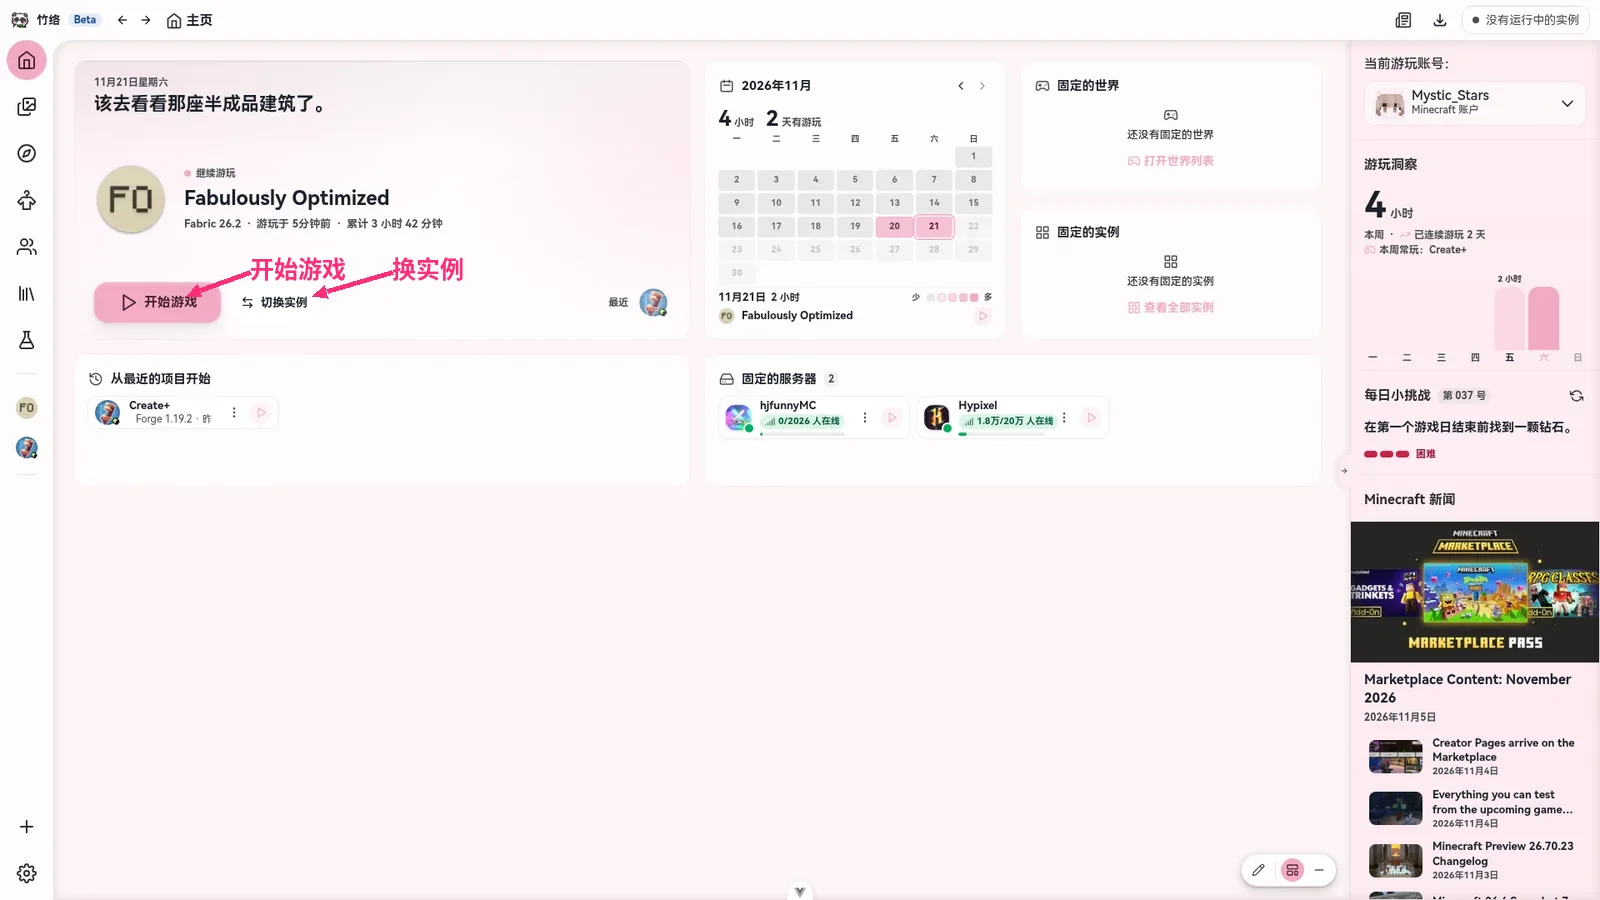 竹络 Beta
主页
没有运行中的实例
11月21日星期六
该去看看那座半成品建筑了。
继续游玩
FO
Fabulously Optimized
Fabric 26.2 · 游玩于 5分钟前 · 累计 3 小时 42 分钟
开始游戏
换实例
开始游戏
切换实例
最近
2026年11月
4 小时 2 天有游玩
一 二 三 四 五 六 日
1
2 3 4 5 6 7 8
9 10 11 12 13 14 15
16 17 18 19 20 21 22
23 24 25 26 27 28 29
30
11月21日 2 小时
少 多
FO Fabulously Optimized
固定的世界
还没有固定的世界
打开世界列表
固定的实例
还没有固定的实例
查看全部实例
从最近的项目开始
Create+
Forge 1.19.2 · 昨
固定的服务器 2
hjfunnyMC
0/2026 人在线
Hypixel
1.8万/20万 人在线
FO
当前游玩账号：
Mystic_Stars
Minecraft 账户
游玩洞察
4 小时
本周 · 已连续游玩 2 天
本周常玩：Create+
2 小时
一 二 三 四 五 六 日
每日小挑战 第 037 号
在第一个游戏日结束前找到一颗钻石。
困难
Minecraft 新闻
MINECRAFT
MARKETPLACE
MINECRAFT
GADGETS &
TRINKETS
Add-On
RPG CLASSES
Add-On
MARKETPLACE PASS
Marketplace Content: November
2026
2026年11月5日
Creator Pages arrive on the
Marketplace
2026年11月4日
Everything you can test
from the upcoming game…
2026年11月4日
Minecraft Preview 26.70.23
Changelog
2026年11月3日